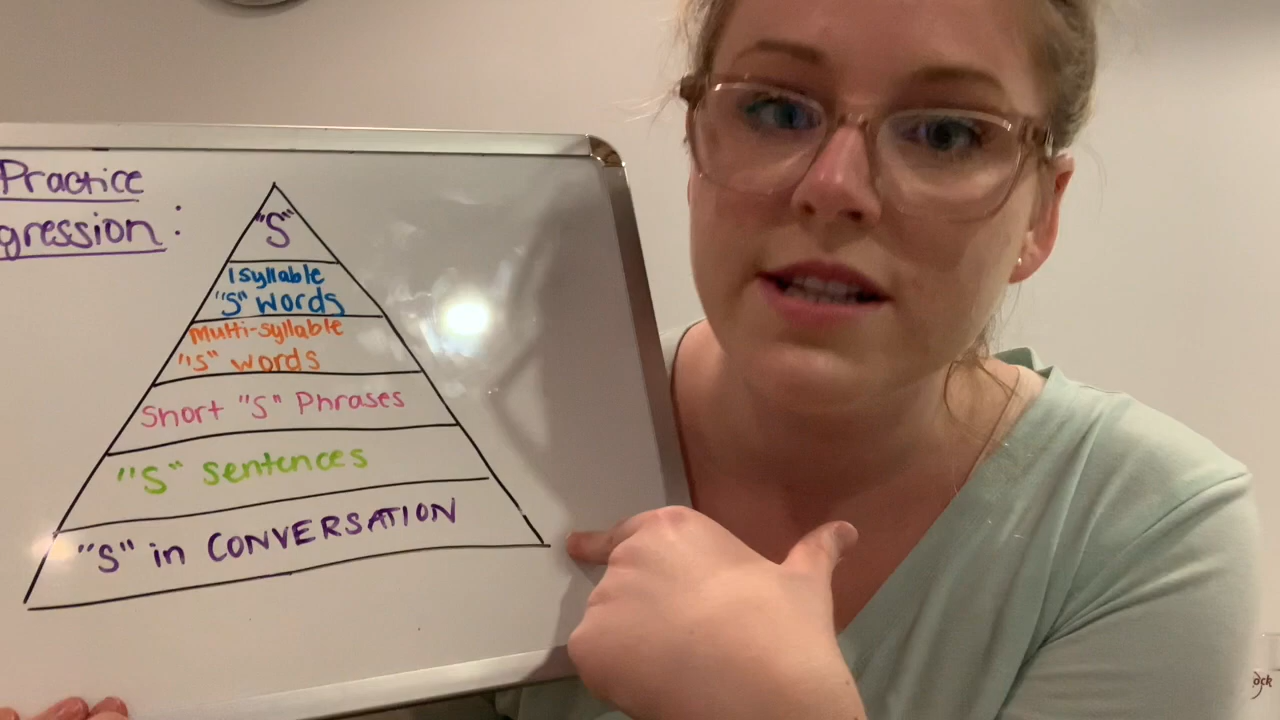 Practice
gression:
"S"
1 syllable
"S" words
Multi-syllable
"S" words
Short "S" Phrases
"S" sentences
"S" in CONVERSATION